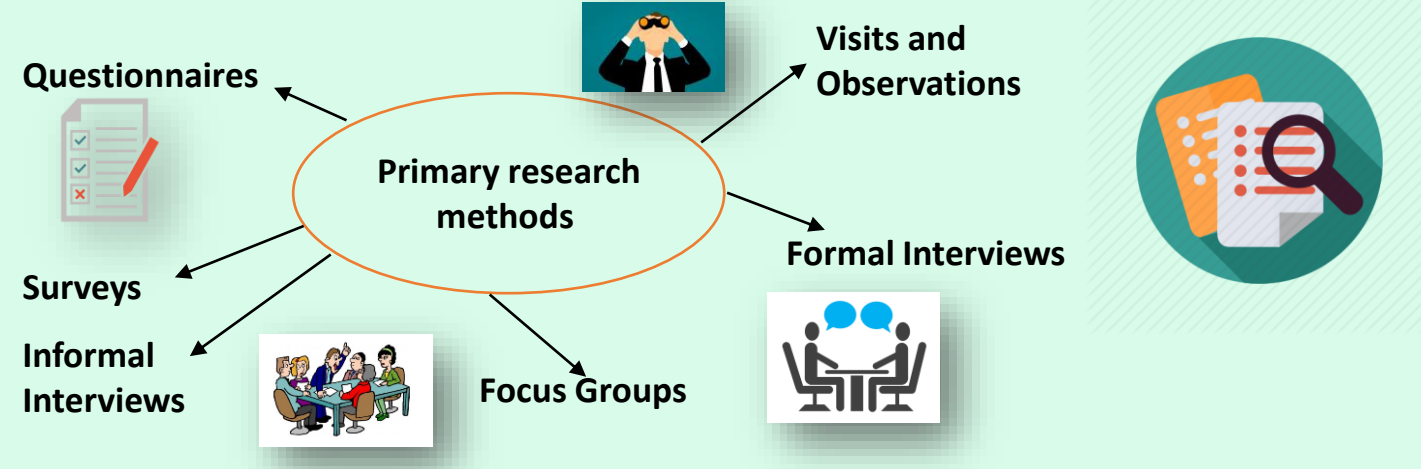 Primary research
methods
Questionnaires
Surveys
Informal
Interviews
Focus Groups
Formal Interviews
Visits and
Observations